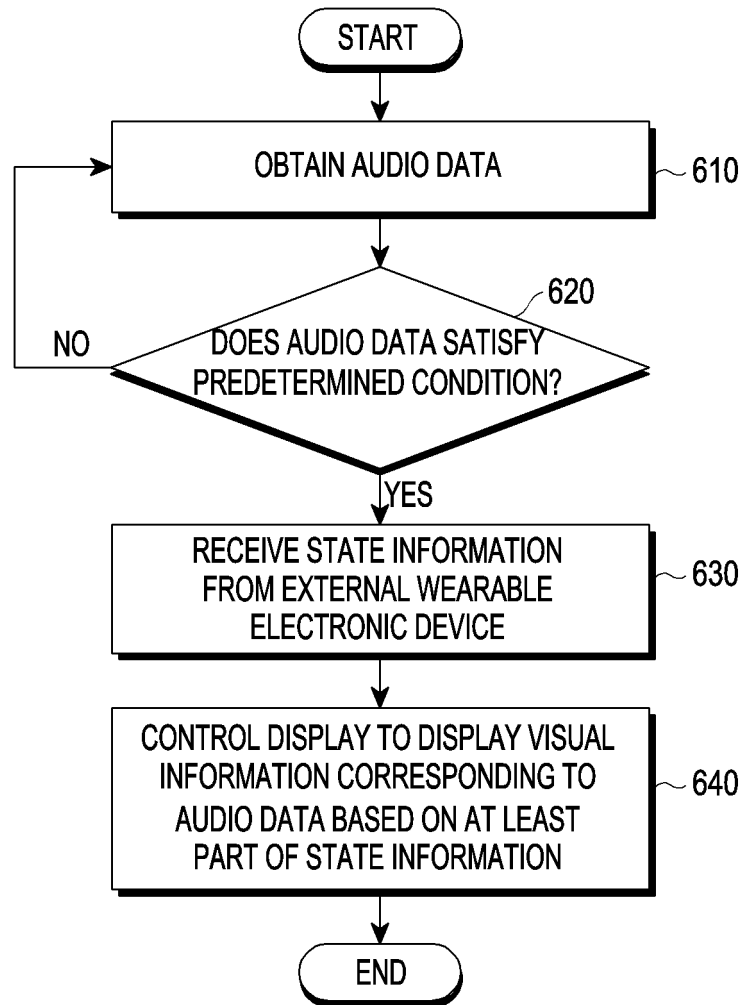 START
OBTAIN AUDIO DATA
610
620
NO
DOES AUDIO DATA SATISFY
PREDETERMINED CONDITION?
YES
RECEIVE STATE INFORMATION
FROM EXTERNAL WEARABLE
ELECTRONIC DEVICE
630
CONTROL DISPLAY TO DISPLAY VISUAL
INFORMATION CORRESPONDING TO
AUDIO DATA BASED ON AT LEAST
PART OF STATE INFORMATION
640
END